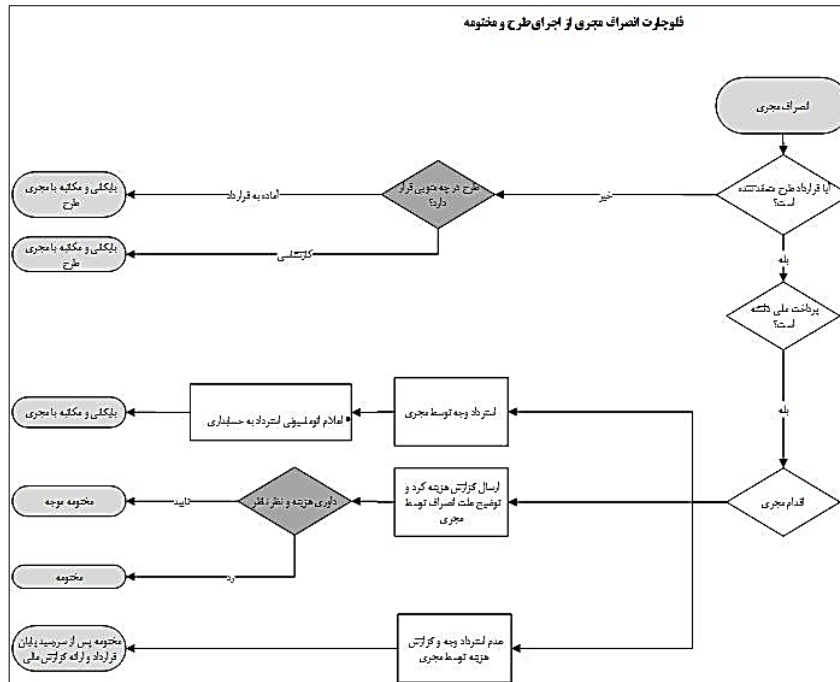 فلوچارت انصراف مجری از اجرای طرح و مختومه
انصراف مجری
آیا قرارداد طرح منعقد شده
است؟
خیر
طرح در چه عنوانی قرار
دارد؟
آماده به قرارداد
بایگانی و مکاتبه با مجری
طرح
کارشناسی
بایگانی و مکاتبه با مجری
طرح
بله
پرداخت مالی داشته
است؟
بله
اقدام مجری
استرداد وجه توسط مجری
اعلام اتوماسیونی استرداد به حسابداری
بایگانی و مکاتبه با مجری
ارسال گزارش هزینه کرد و
توضیح علت انصراف توسط
مجری
داوری هزینه و نظر ناظر
تایید
مختومه موجه
رد
مختومه
عدم استرداد وجه و گزارش
هزینه توسط مجری
مختومه پس از سررسید پایان
قرارداد و ارائه گزارش مالی